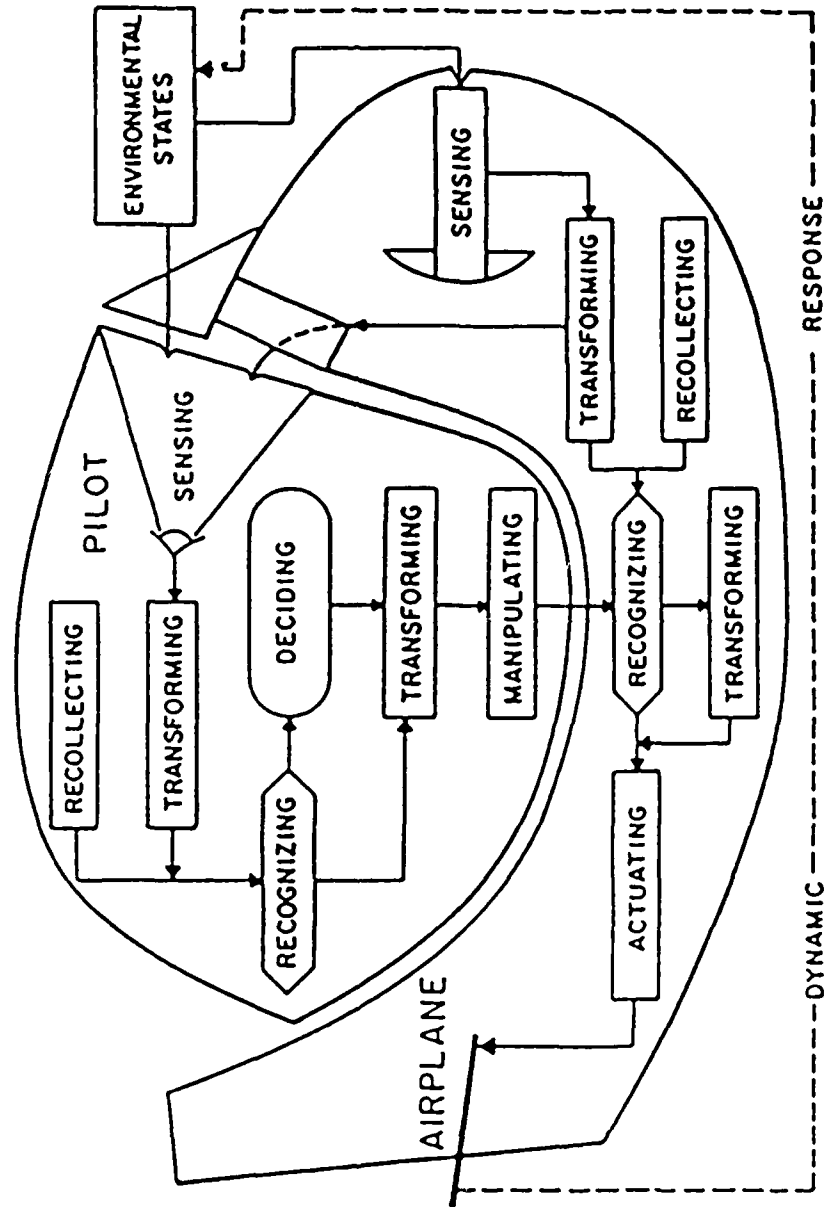 ENVIRONMENTAL
STATES
PILOT
SENSING
RECOLLECTING
TRANSFORMING
RECOGNIZING
DECIDING
TRANSFORMING
MANIPULATING
AIRPLANE
SENSING
TRANSFORMING
RECOLLECTING
RECOGNIZING
TRANSFORMING
ACTUATING
DYNAMIC RESPONSE